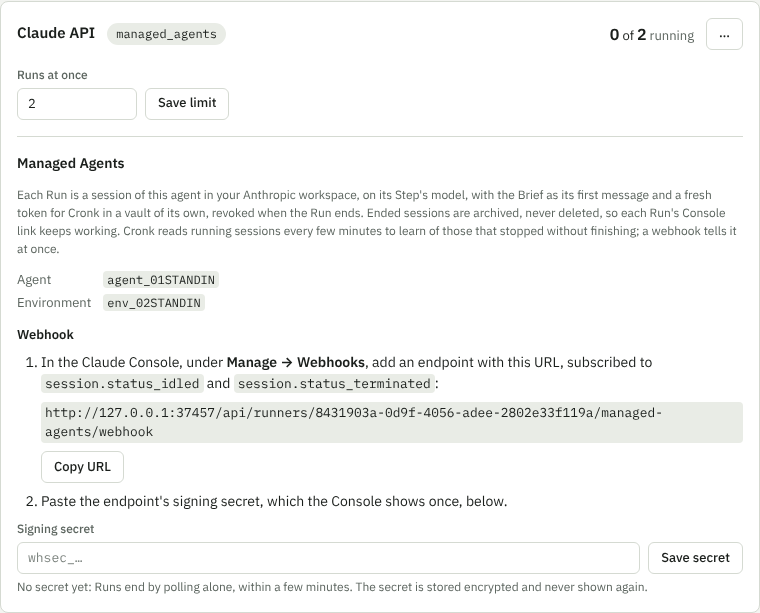 Claude API managed_agents 0 of 2 running ...
Runs at once
2 Save limit
Managed Agents
Each Run is a session of this agent in your Anthropic workspace, on its Step's model, with the Brief as its first message and a fresh
token for Cronk in a vault of its own, revoked when the Run ends. Ended sessions are archived, never deleted, so each Run's Console
link keeps working. Cronk reads running sessions every few minutes to learn of those that stopped without finishing; a webhook tells it
at once.
Agent agent_01STANDIN
Environment env_02STANDIN
Webhook
1. In the Claude Console, under Manage → Webhooks, add an endpoint with this URL, subscribed to
session.status_idled and session.status_terminated:
http://127.0.0.1:37457/api/runners/8431903a-0d9f-4056-adee-2802e33f119a/managed-
agents/webhook
Copy URL
2. Paste the endpoint's signing secret, which the Console shows once, below.
Signing secret
whsec_… Save secret
No secret yet: Runs end by polling alone, within a few minutes. The secret is stored encrypted and never shown again.